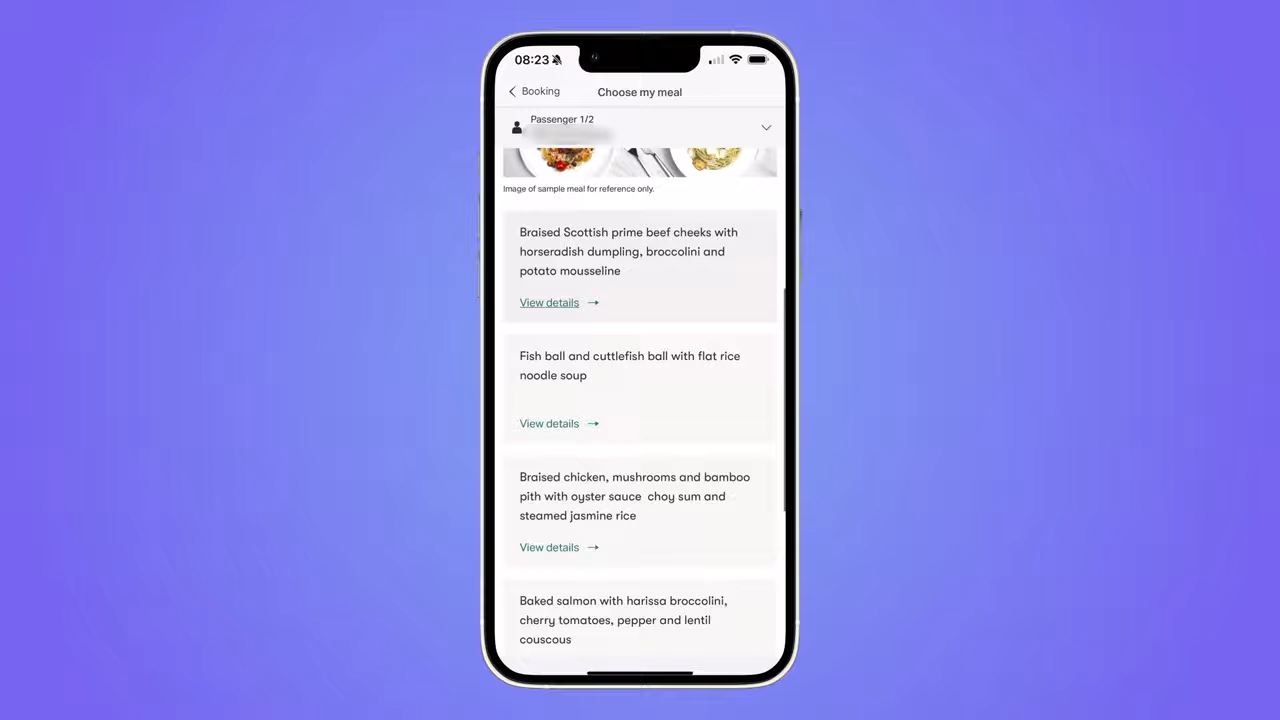 08:23
Booking
Choose my meal
Passenger 1/2
Image of sample meal for reference only.
Braised Scottish prime beef cheeks with
horseradish dumpling, broccolini and
potato mousseline
View details →
Fish ball and cuttlefish ball with flat rice
noodle soup
View details →
Braised chicken, mushrooms and bamboo
pith with oyster sauce choy sum and
steamed jasmine rice
View details →
Baked salmon with harissa broccolini,
cherry tomatoes, pepper and lentil
couscous